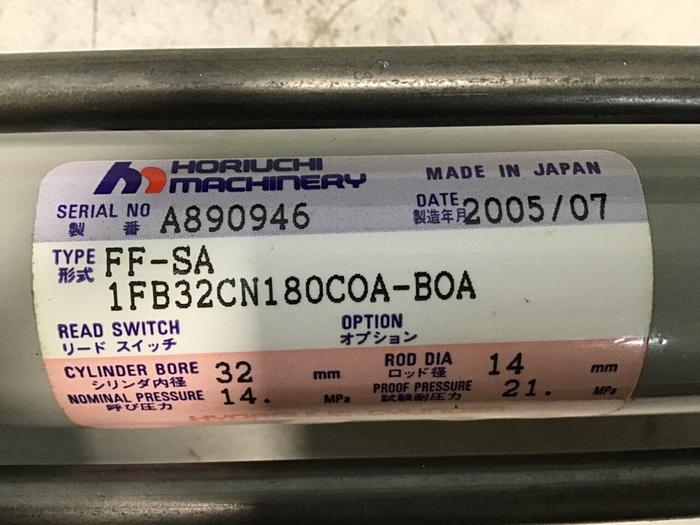 HORIUCHI
MACHINERY
MADE IN JAPAN
SERIAL NO
製 番
A890946
DATE
製造年月
2005/07
TYPE
形式
FF-SA
1FB32CN180COA-BOA
READ SWITCH
リード スイッチ
OPTION
オプション
CYLINDER BORE
シリンダ内径
32 mm
ROD DIA
ロッド径
14 mm
NOMINAL PRESSURE
呼び圧力
14. MPa
PROOF PRESSURE
試験耐圧力
21. MPa